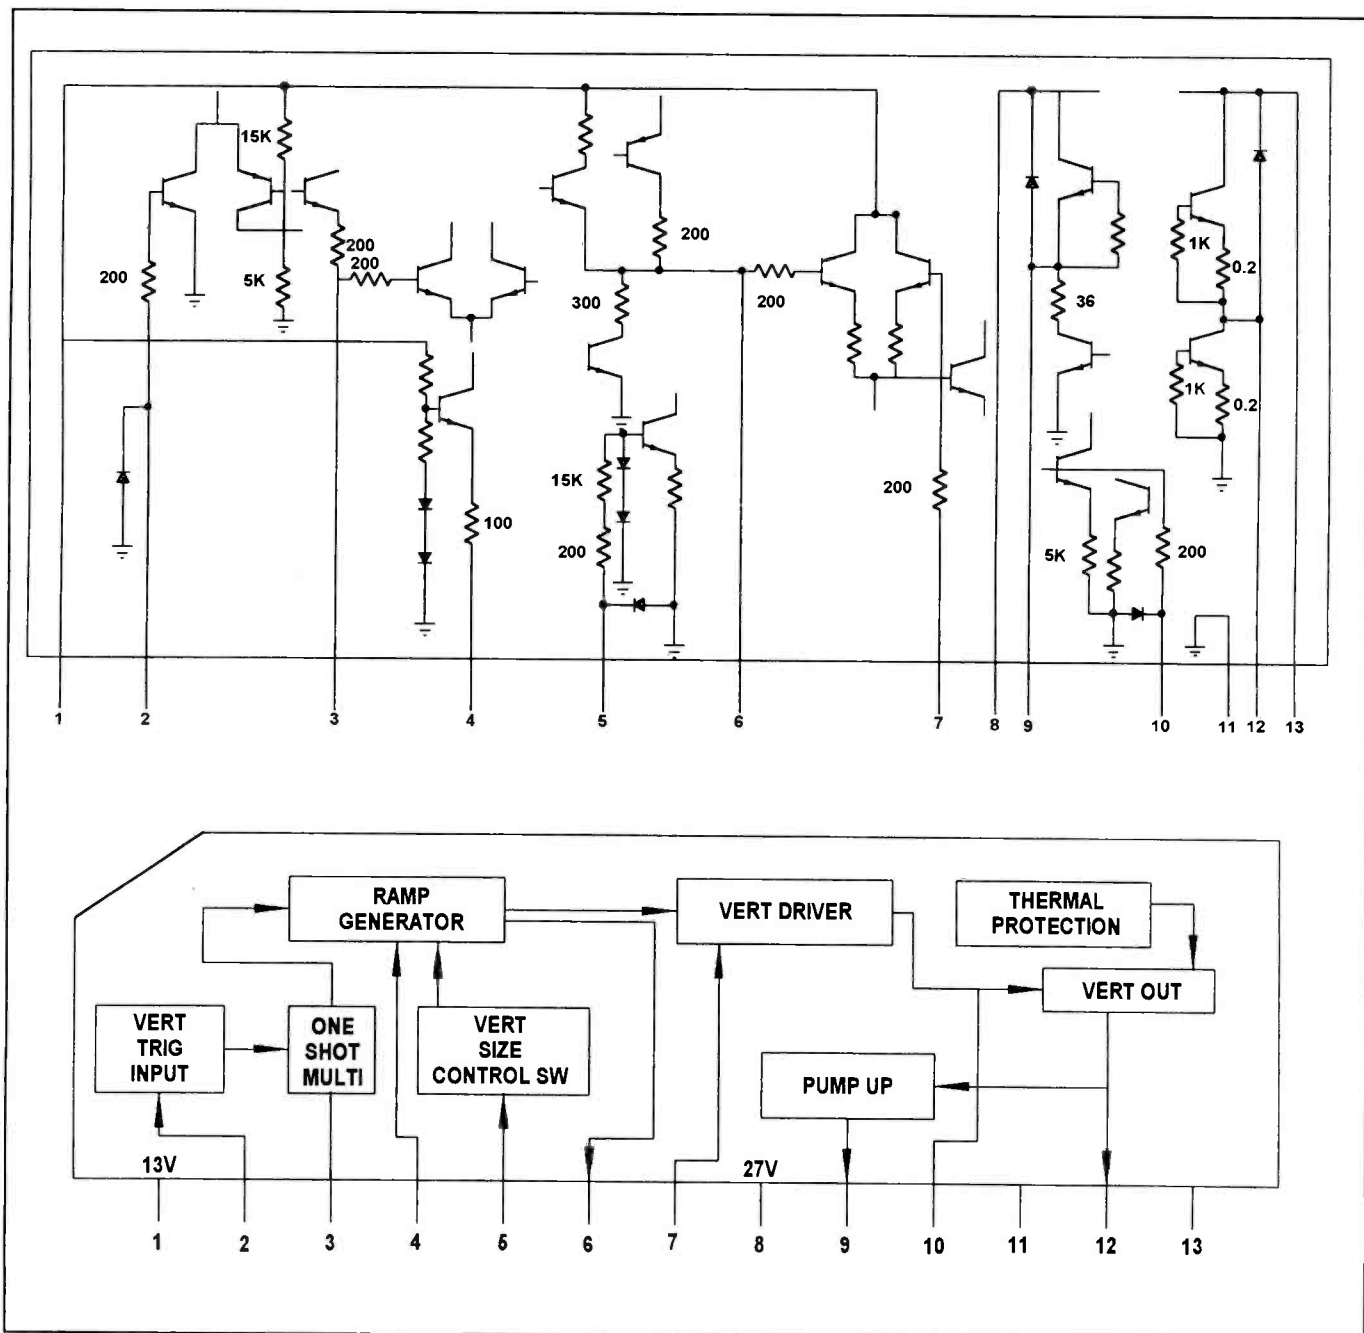 15K
200
200
200
5K
200
300
200
36
1K
0.2
1K
0.2
15K
200
100
200
5K
200
1 2 3 4 5 6 7 8 9 10 11 12 13
RAMP
GENERATOR
VERT DRIVER
THERMAL
PROTECTION
VERT OUT
VERT
TRIG
INPUT
ONE
SHOT
MULTI
VERT
SIZE
CONTROL SW
PUMP UP
13V
27V
1 2 3 4 5 6 7 8 9 10 11 12 13